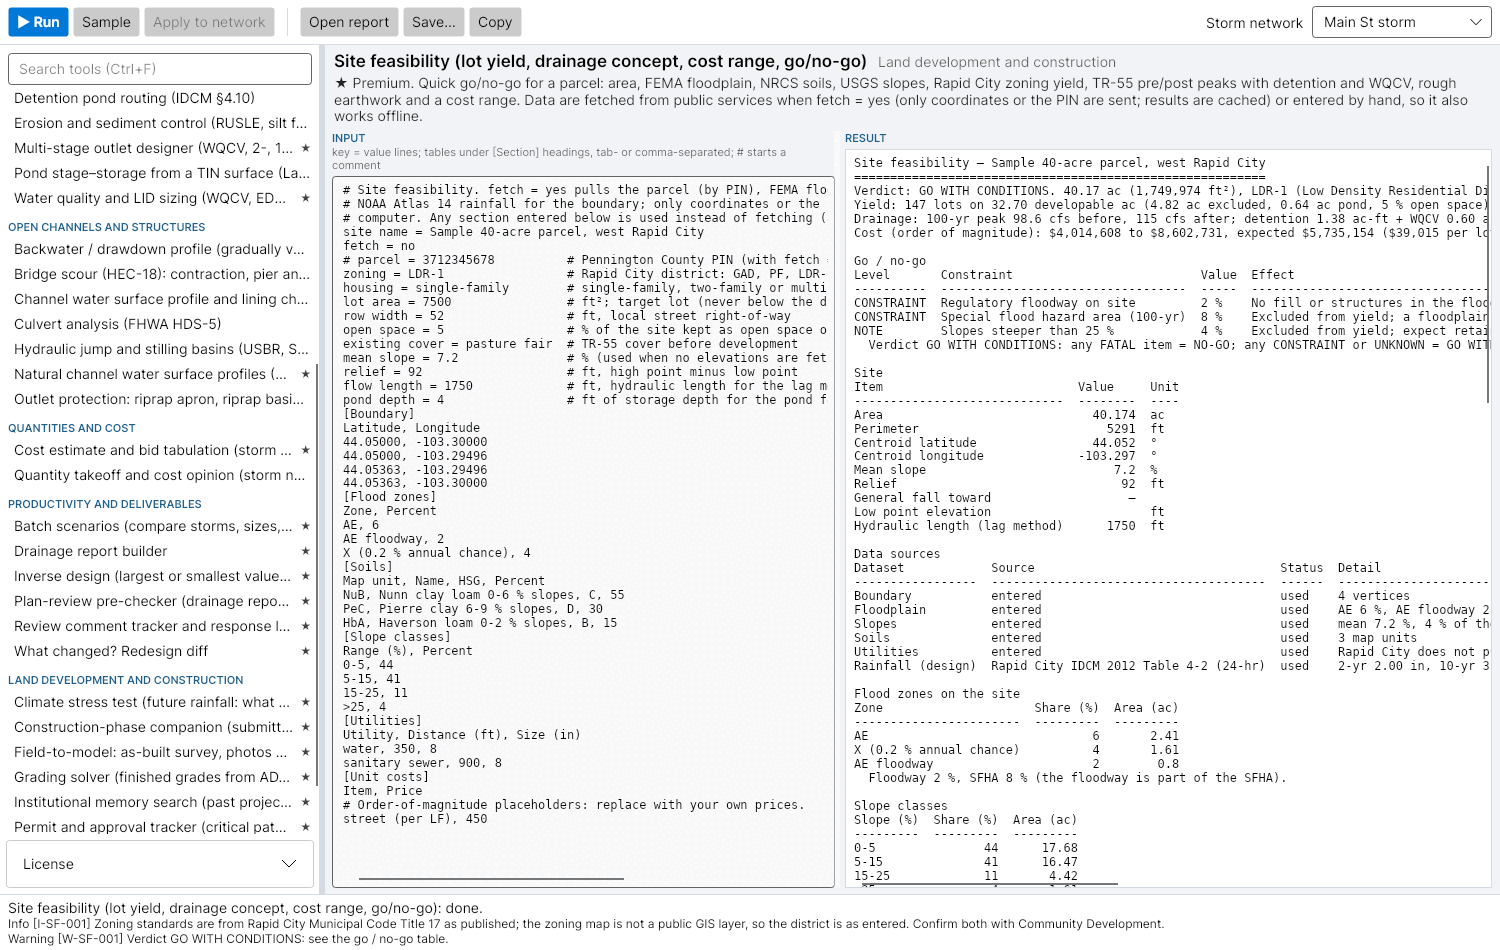 Run
Sample
Apply to network
Open report
Save...
Copy
Storm network
Main St storm
Search tools (Ctrl+F)
Detention pond routing (IDCM §4.10)
Erosion and sediment control (RUSLE, silt f...
Multi-stage outlet designer (WQCV, 2-, 1... ★
Pond stage–storage from a TIN surface (La...
Water quality and LID sizing (WQCV, ED... ★
OPEN CHANNELS AND STRUCTURES
Backwater / drawdown profile (gradually v...
Bridge scour (HEC-18): contraction, pier an...
Channel water surface profile and lining ch...
Culvert analysis (FHWA HDS-5)
Hydraulic jump and stilling basins (USBR, S...
Natural channel water surface profiles (... ★
Outlet protection: riprap apron, riprap basi...
QUANTITIES AND COST
Cost estimate and bid tabulation (storm ... ★
Quantity takeoff and cost opinion (storm n...
PRODUCTIVITY AND DELIVERABLES
Batch scenarios (compare storms, sizes,... ★
Drainage report builder ★
Inverse design (largest or smallest value... ★
Plan-review pre-checker (drainage repo... ★
Review comment tracker and response l... ★
What changed? Redesign diff ★
LAND DEVELOPMENT AND CONSTRUCTION
Climate stress test (future rainfall: what ... ★
Construction-phase companion (submitt... ★
Field-to-model: as-built survey, photos ... ★
Grading solver (finished grades from AD... ★
Institutional memory search (past projec... ★
Permit and approval tracker (critical pat... ★
License
Site feasibility (lot yield, drainage concept, cost range, go/no-go) Land development and construction
★ Premium. Quick go/no-go for a parcel: area, FEMA floodplain, NRCS soils, USGS slopes, Rapid City zoning yield, TR-55 pre/post peaks with detention and WQCV, rough
earthwork and a cost range. Data are fetched from public services when fetch = yes (only coordinates or the PIN are sent; results are cached) or entered by hand, so it also
works offline.
INPUT
key = value lines; tables under [Section] headings, tab- or comma-separated; # starts a
comment
# Site feasibility. fetch = yes pulls the parcel (by PIN), FEMA flo
# NOAA Atlas 14 rainfall for the boundary; only coordinates or the
# computer. Any section entered below is used instead of fetching (
site name = Sample 40-acre parcel, west Rapid City
fetch = no
# parcel = 3712345678 # Pennington County PIN (with fetch
zoning = LDR-1 # Rapid City district: GAD, PF, LDR-
housing = single-family # single-family, two-family or multi
lot area = 7500 # ft²; target lot (never below the d
row width = 52 # ft, local street right-of-way
open space = 5 # % of the site kept as open space o
existing cover = pasture fair # TR-55 cover before development
mean slope = 7.2 # % (used when no elevations are fet
relief = 92 # ft, high point minus low point
flow length = 1750 # ft, hydraulic length for the lag m
pond depth = 4 # ft of storage depth for the pond f
[Boundary]
Latitude, Longitude
44.05000, -103.30000
44.05000, -103.29496
44.05363, -103.29496
44.05363, -103.30000
[Flood zones]
Zone, Percent
AE, 6
AE floodway, 2
X (0.2 % annual chance), 4
[Soils]
Map unit, Name, HSG, Percent
NuB, Nunn clay loam 0-6 % slopes, C, 55
PeC, Pierre clay 6-9 % slopes, D, 30
HbA, Haverson loam 0-2 % slopes, B, 15
[Slope classes]
Range (%), Percent
0-5, 44
5-15, 41
15-25, 11
>25, 4
[Utilities]
Utility, Distance (ft), Size (in)
water, 350, 8
sanitary sewer, 900, 8
[Unit costs]
Item, Price
# Order-of-magnitude placeholders: replace with your own prices.
street (per LF), 450
RESULT
Site feasibility — Sample 40-acre parcel, west Rapid City
=========================================================
Verdict: GO WITH CONDITIONS. 40.17 ac (1,749,974 ft²), LDR-1 (Low Density Residential Di
Yield: 147 lots on 32.70 developable ac (4.82 ac excluded, 0.64 ac pond, 5 % open space)
Drainage: 100-yr peak 98.6 cfs before, 115 cfs after; detention 1.38 ac-ft + WQCV 0.60 a
Cost (order of magnitude): $4,014,608 to $8,602,731, expected $5,735,154 ($39,015 per lo
Go / no-go
Level Constraint Value Effect
CONSTRAINT Regulatory floodway on site 2 % No fill or structures in the floo
CONSTRAINT Special flood hazard area (100-yr) 8 % Excluded from yield; a floodplain
NOTE Slopes steeper than 25 % 4 % Excluded from yield; expect retai
Verdict GO WITH CONDITIONS: any FATAL item = NO-GO; any CONSTRAINT or UNKNOWN = GO WIT
Site
Item Value Unit
Area 40.174 ac
Perimeter 5291 ft
Centroid latitude 44.052 °
Centroid longitude -103.297 °
Mean slope 7.2 %
Relief 92 ft
General fall toward —
Low point elevation ft
Hydraulic length (lag method) 1750 ft
Data sources
Dataset Source Status Detail
Boundary entered used 4 vertices
Floodplain entered used AE 6 %, AE floodway 2
Slopes entered used mean 7.2 %, 4 % of th
Soils entered used 3 map units
Utilities entered used Rapid City does not p
Rainfall (design) Rapid City IDCM 2012 Table 4-2 (24-hr) used 2-yr 2.00 in, 10-yr 3
Flood zones on the site
Zone Share (%) Area (ac)
AE 6 2.41
X (0.2 % annual chance) 4 1.61
AE floodway 2 0.8
Floodway 2 %, SFHA 8 % (the floodway is part of the SFHA).
Slope classes
Slope (%) Share (%) Area (ac)
0-5 44 17.68
5-15 41 16.47
15-25 11 4.42
Site feasibility (lot yield, drainage concept, cost range, go/no-go): done.
Info [I-SF-001] Zoning standards are from Rapid City Municipal Code Title 17 as published; the zoning map is not a public GIS layer, so the district is as entered. Confirm both with Community Development.
Warning [W-SF-001] Verdict GO WITH CONDITIONS: see the go / no-go table.